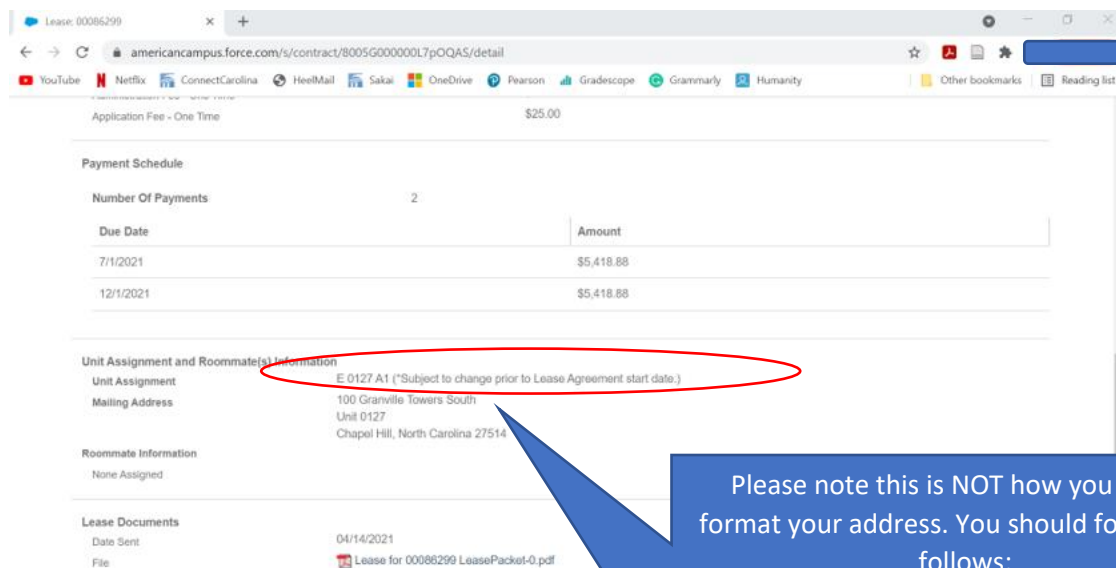 Lease: 00086299
americancampus.force.com/s/contract/8005G000000L7pOQAS/detail
YouTube Netflix ConnectCarolina HeelMail Sakai OneDrive Pearson Gradescope Grammarly Humanity Other bookmarks Reading list
Application Fee - One Time $25.00
Payment Schedule
Number Of Payments 2
Due Date Amount
7/1/2021 $5,418.88
12/1/2021 $5,418.88
Unit Assignment and Roommate(s) Information
Unit Assignment E 0127 A1 (*Subject to change prior to Lease Agreement start date.)
Mailing Address 100 Granville Towers South
Unit 0127
Chapel Hill, North Carolina 27514
Roommate Information
None Assigned
Please note this is NOT how you
format your address. You should fo
follows:
Lease Documents
Date Sent 04/14/2021
File Lease for 00086299 LeasePacket-0.pdf